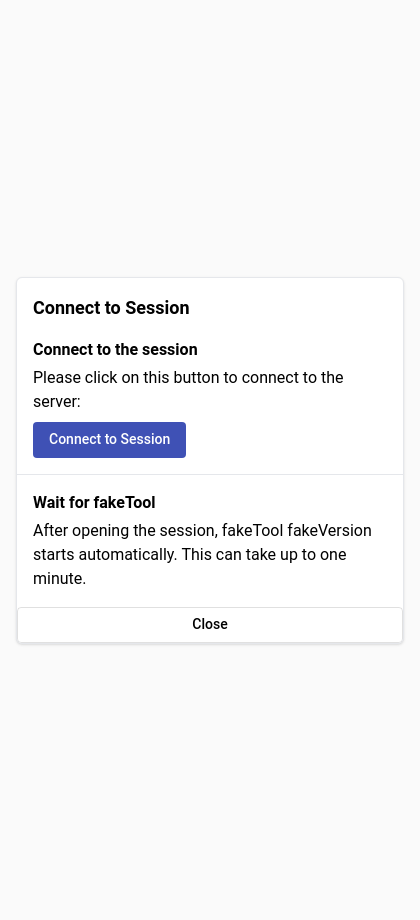 Connect to Session
Connect to the session
Please click on this button to connect to the
server:
Connect to Session
Wait for fakeTool
After opening the session, fakeTool fakeVersion
starts automatically. This can take up to one
minute.
Close